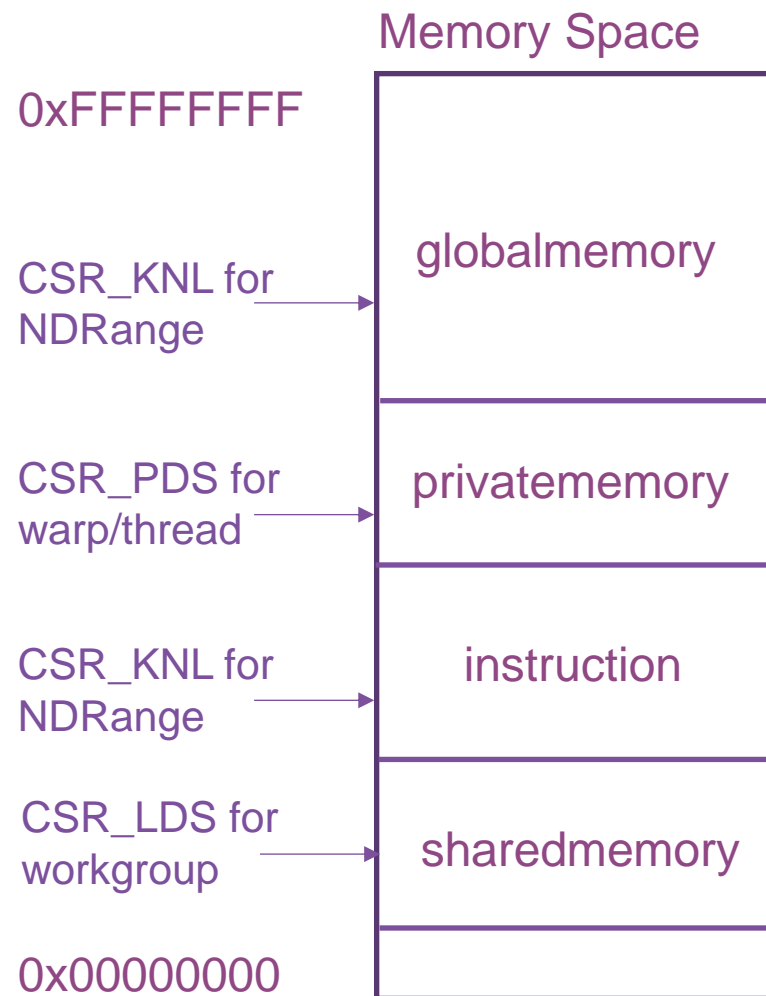 Memory Space
0xFFFFFFFF
globalmemory
CSR_KNL for
NDRange
privatememory
CSR_PDS for
warp/thread
instruction
CSR_KNL for
NDRange
sharedmemory
CSR_LDS for
workgroup
0x00000000